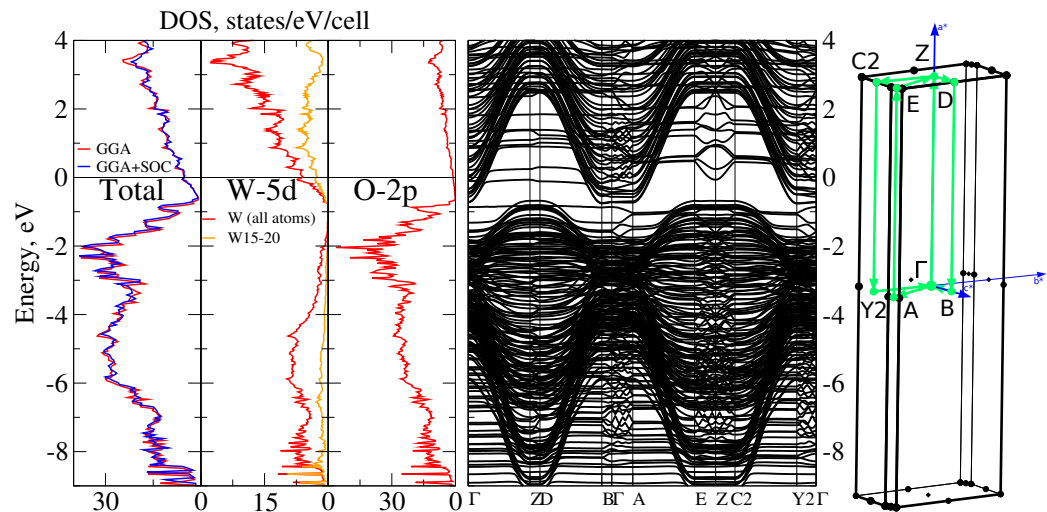 DOS, states/eV/cell
Energy, eV
4
2
0
-2
-4
-6
-8
GGA
GGA+SOC
Total
W-5d
W (all atoms)
W15-20
O-2p
30
0
15
0
30
0
4
2
0
-2
-4
-6
-8
Γ Z D B Γ A E Z C2 Y2 Γ
a*
C2 Z
E D
Γ
b*
c*
Y2 A B